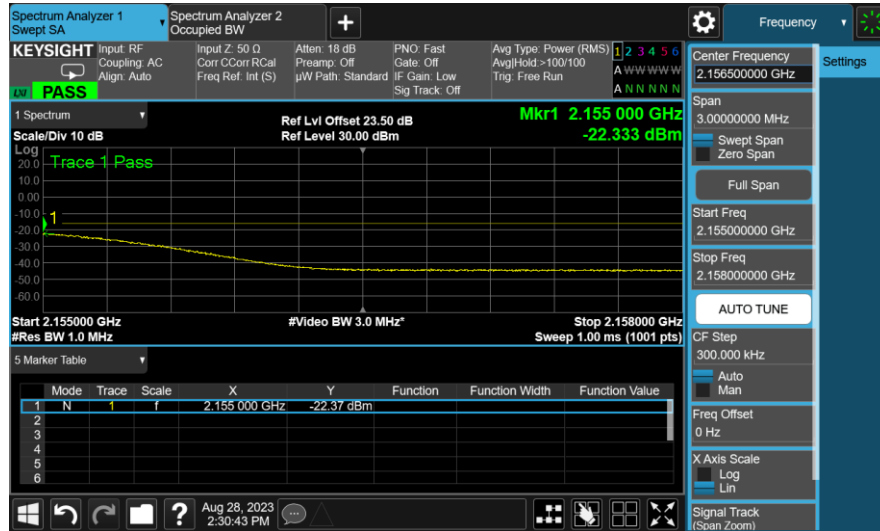 Spectrum Analyzer 1
Swept SA
Spectrum Analyzer 2
Occupied BW
Frequency
KEYSIGHT
Input: RF
Coupling: AC
Align: Auto
Input Z: 50 Ω
Corr CCorr RCal
Freq Ref: Int (S)
Atten: 18 dB
Preamp: Off
µW Path: Standard
PNO: Fast
Gate: Off
IF Gain: Low
Sig Track: Off
Avg Type: Power (RMS)
Avg|Hold:>100/100
Trig: Free Run
1 2 3 4 5 6
A W W W W W
A N N N N N
LXI
PASS
1 Spectrum
Scale/Div 10 dB
Ref Lvl Offset 23.50 dB
Ref Level 30.00 dBm
Mkr1 2.155 000 GHz
-22.333 dBm
Log
Trace 1 Pass
20.0
10.0
0.00
-10.0
1
-20.0
-30.0
-40.0
-50.0
-60.0
Start 2.155000 GHz
#Video BW 3.0 MHz*
Stop 2.158000 GHz
#Res BW 1.0 MHz
Sweep 1.00 ms (1001 pts)
5 Marker Table
Mode Trace Scale X Y Function Function Width Function Value
1 N 1 f 2.155 000 GHz -22.37 dBm
2
3
4
5
6
Aug 28, 2023
2:30:43 PM
Center Frequency
2.156500000 GHz
Span
3.00000000 MHz
Swept Span
Zero Span
Full Span
Start Freq
2.155000000 GHz
Stop Freq
2.158000000 GHz
AUTO TUNE
CF Step
300.000 kHz
Auto
Man
Freq Offset
0 Hz
X Axis Scale
Log
Lin
Signal Track
(Span Zoom)
Settings